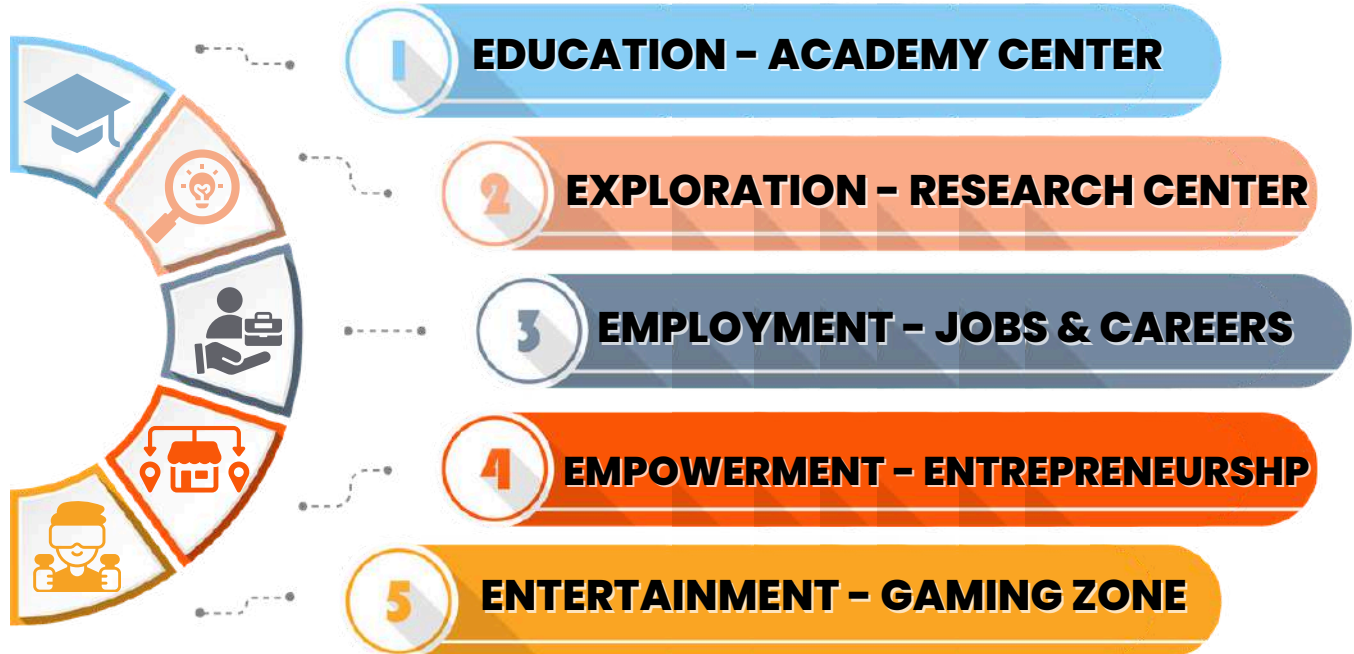 1 EDUCATION - ACADEMY CENTER
2 EXPLORATION - RESEARCH CENTER
3 EMPLOYMENT - JOBS & CAREERS
4 EMPOWERMENT - ENTREPRENEURSHP
5 ENTERTAINMENT - GAMING ZONE